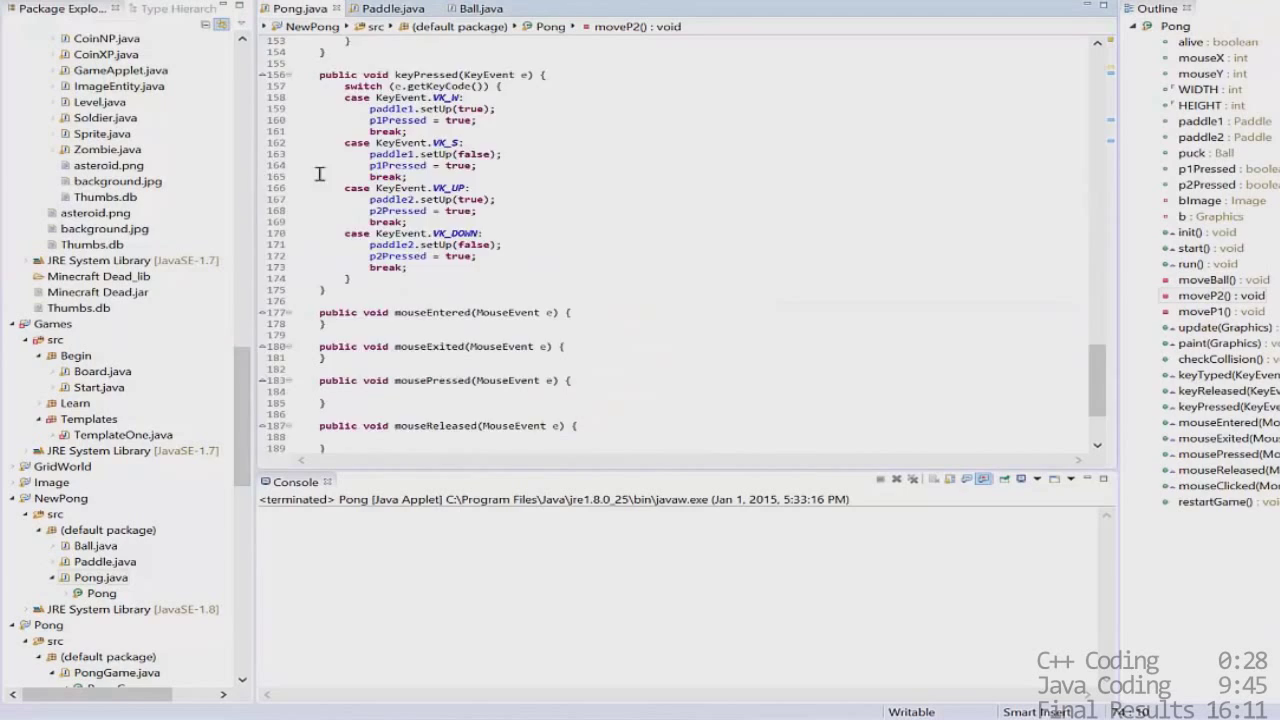 Package Explo...
Type Hierarch
CoinNP.java
CoinXP.java
GameApplet.java
ImageEntity.java
Level.java
Soldier.java
Sprite.java
Zombie.java
asteroid.png
background.jpg
Thumbs.db
asteroid.png
background.jpg
Thumbs.db
JRE System Library [JavaSE-1.7]
Minecraft Dead_lib
Minecraft Dead.jar
Thumbs.db
Games
src
Begin
Board.java
Start.java
Learn
Templates
TemplateOne.java
JRE System Library [JavaSE-1.7]
GridWorld
Image
NewPong
src
(default package)
Ball.java
Paddle.java
Pong.java
Pong
JRE System Library [JavaSE-1.8]
Pong
src
(default package)
PongGame.java
Pong.java Paddle.java Ball.java
NewPong src (default package) Pong moveP2() : void
153 }
154 }
155
156 public void keyPressed(KeyEvent e) {
157 switch (e.getKeyCode()) {
158 case KeyEvent.VK_W:
159 paddle1.setUp(true);
160 p1Pressed = true;
161 break;
162 case KeyEvent.VK_S:
163 paddle1.setUp(false);
164 p1Pressed = true;
165 break;
166 case KeyEvent.VK_UP:
167 paddle2.setUp(true);
168 p2Pressed = true;
169 break;
170 case KeyEvent.VK_DOWN:
171 paddle2.setUp(false);
172 p2Pressed = true;
173 break;
174 }
175 }
176
177 public void mouseEntered(MouseEvent e) {
178 }
179
180 public void mouseExited(MouseEvent e) {
181 }
182
183 public void mousePressed(MouseEvent e) {
184
185 }
186
187 public void mouseReleased(MouseEvent e) {
188
189 }
Console
<terminated> Pong [Java Applet] C:\Program Files\Java\jre1.8.0_25\bin\javaw.exe (Jan 1, 2015, 5:33:16 PM)
Outline
Pong
alive : boolean
mouseX : int
mouseY : int
WIDTH : int
HEIGHT : int
paddle1 : Paddle
paddle2 : Paddle
puck : Ball
p1Pressed : boole
p2Pressed : boole
bImage : Image
b : Graphics
init() : void
start() : void
run() : void
moveBall() : void
moveP2() : void
moveP1() : void
update(Graphics)
paint(Graphics) :
checkCollision() :
keyTyped(KeyEv
keyReleased(KeyE
keyPressed(KeyEv
mouseEntered(M
mouseExited(Mo
mousePressed(M
mouseReleased(M
mouseClicked(M
restartGame() : vo
C++ Coding 0:28
Java Coding 9:45
Final Results 16:11
Writable
Smart Insert